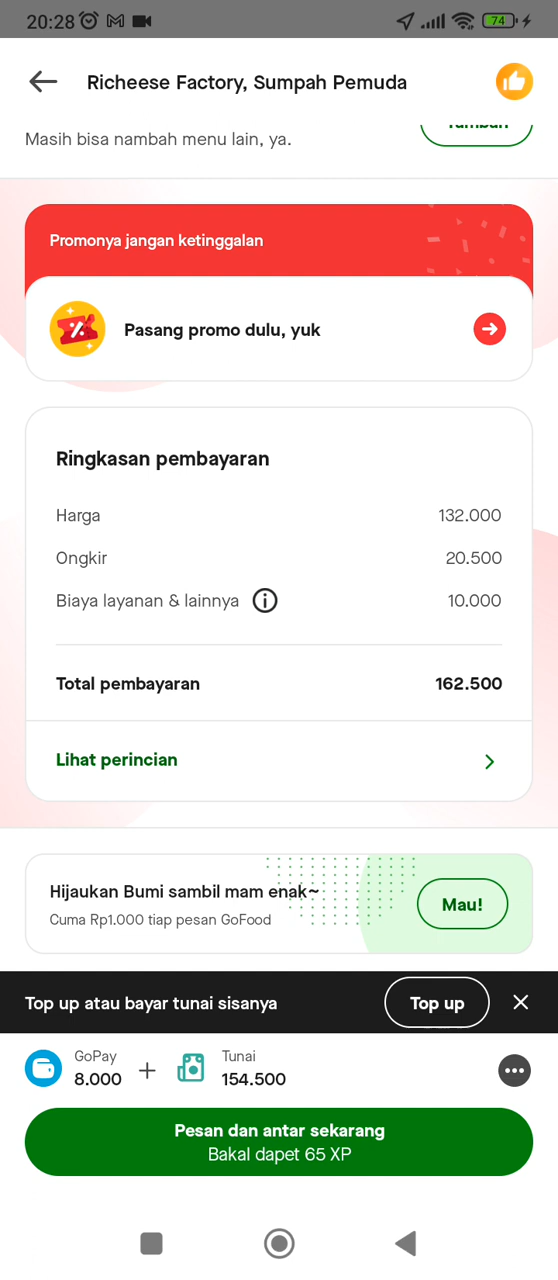 20:28
74
Richeese Factory, Sumpah Pemuda
Masih bisa nambah menu lain, ya.
Promonya jangan ketinggalan
Pasang promo dulu, yuk
Ringkasan pembayaran
Harga 132.000
Ongkir 20.500
Biaya layanan & lainnya 10.000
Total pembayaran 162.500
Lihat perincian
Hijaukan Bumi sambil mam enak~
Cuma Rp1.000 tiap pesan GoFood
Mau!
Top up atau bayar tunai sisanya
Top up
GoPay
8.000
+
Tunai
154.500
Pesan dan antar sekarang
Bakal dapet 65 XP